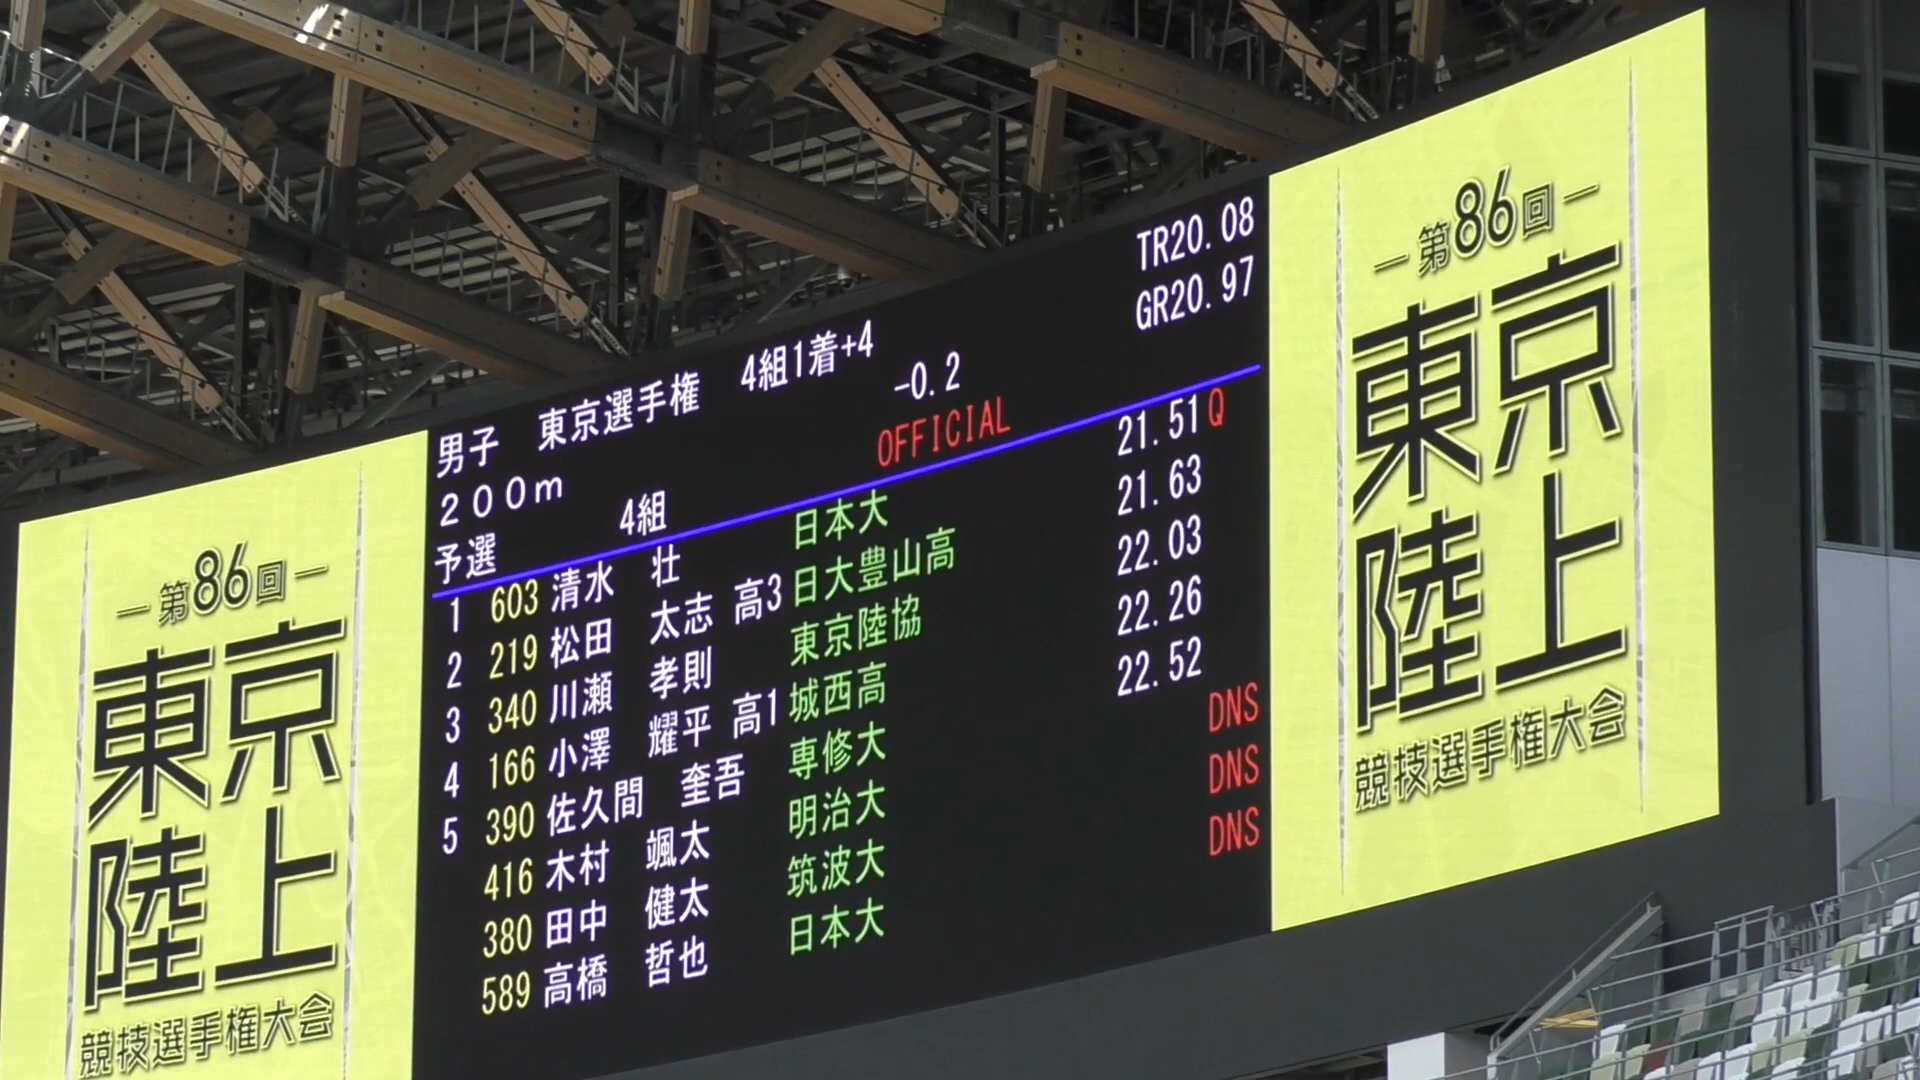 TR20.08
GR20.97
男子 東京選手権 4組1着+4
200m -0.2
予選 4組 OFFICIAL
1 603 清水 壮 日本大 21.51 Q
2 219 松田 太志 高3 日大豊山高 21.63
3 340 川瀬 孝則 東京陸協 22.03
4 166 小澤 耀平 高1 城西高 22.26
5 390 佐久間 奎吾 専修大 22.52
416 木村 颯太 明治大 DNS
380 田中 健太 筑波大 DNS
589 高橋 哲也 日本大 DNS
第86回
東京
陸上
競技選手権大会
第86回
東京
陸上
競技選手権大会